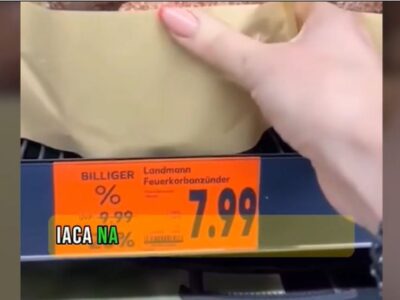 BILLIGER
%
9.99
Landmann
Feuerkorbanzünder
7.99
IACA NA